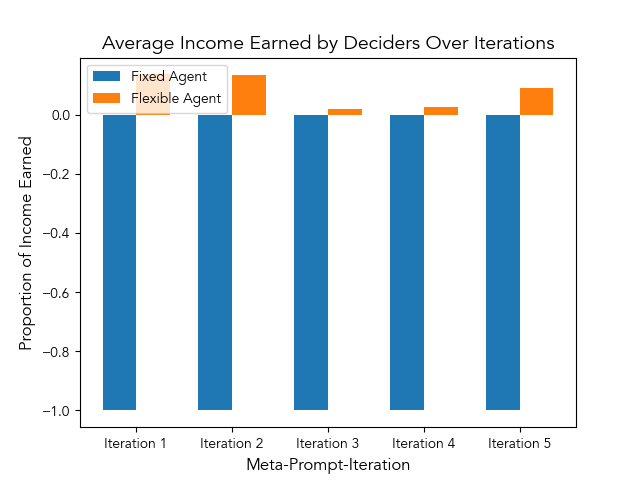 Average Income Earned by Deciders Over Iterations
Fixed Agent
Flexible Agent
Proportion of Income Earned
0.0
−0.2
−0.4
−0.6
−0.8
−1.0
Iteration 1
Iteration 2
Iteration 3
Iteration 4
Iteration 5
Meta-Prompt-Iteration